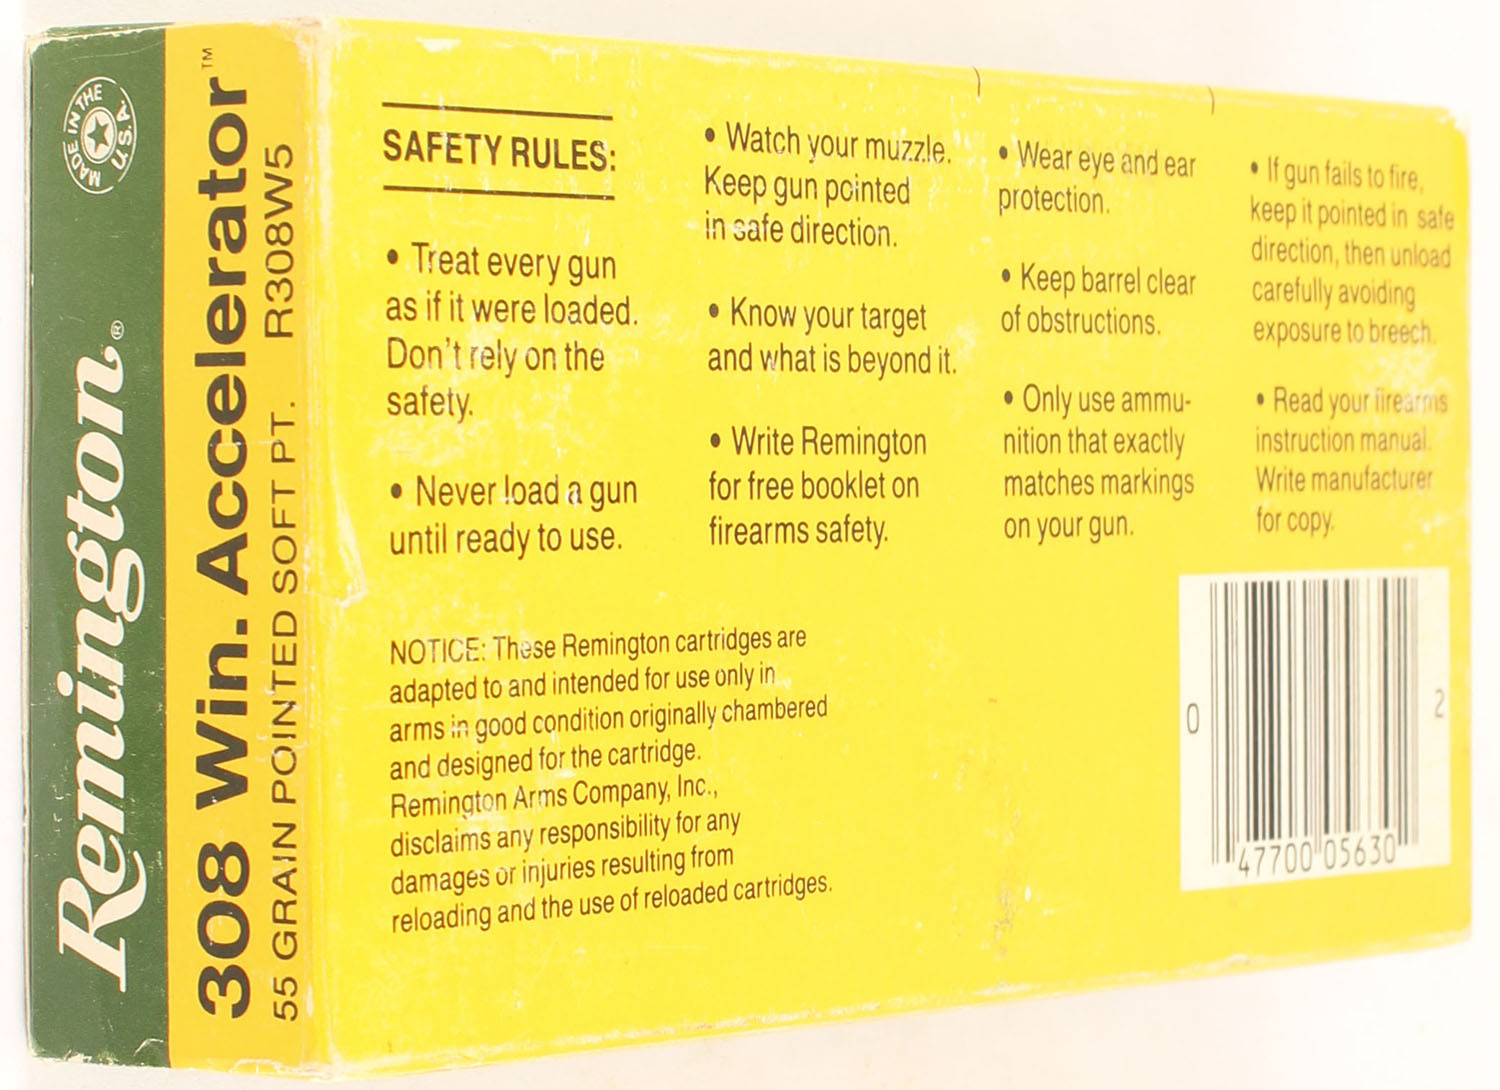 MADE IN THE U.S.A.
Remington®
308 Win. Accelerator™
55 GRAIN POINTED SOFT PT. R308W5
SAFETY RULES:
• Treat every gun
as if it were loaded.
Don't rely on the
safety.
• Never load a gun
until ready to use.
• Watch your muzzle.
Keep gun pointed
in safe direction.
• Know your target
and what is beyond it.
• Write Remington
for free booklet on
firearms safety.
• Wear eye and ear
protection.
• Keep barrel clear
of obstructions.
• Only use ammu-
nition that exactly
matches markings
on your gun.
• If gun fails to fire,
keep it pointed in safe
direction, then unload
carefully avoiding
exposure to breech.
• Read your firearms
instruction manual.
Write manufacturer
for copy.
NOTICE: These Remington cartridges are
adapted to and intended for use only in
arms in good condition originally chambered
and designed for the cartridge.
Remington Arms Company, Inc.,
disclaims any responsibility for any
damages or injuries resulting from
reloading and the use of reloaded cartridges.
0 47700 05630 2